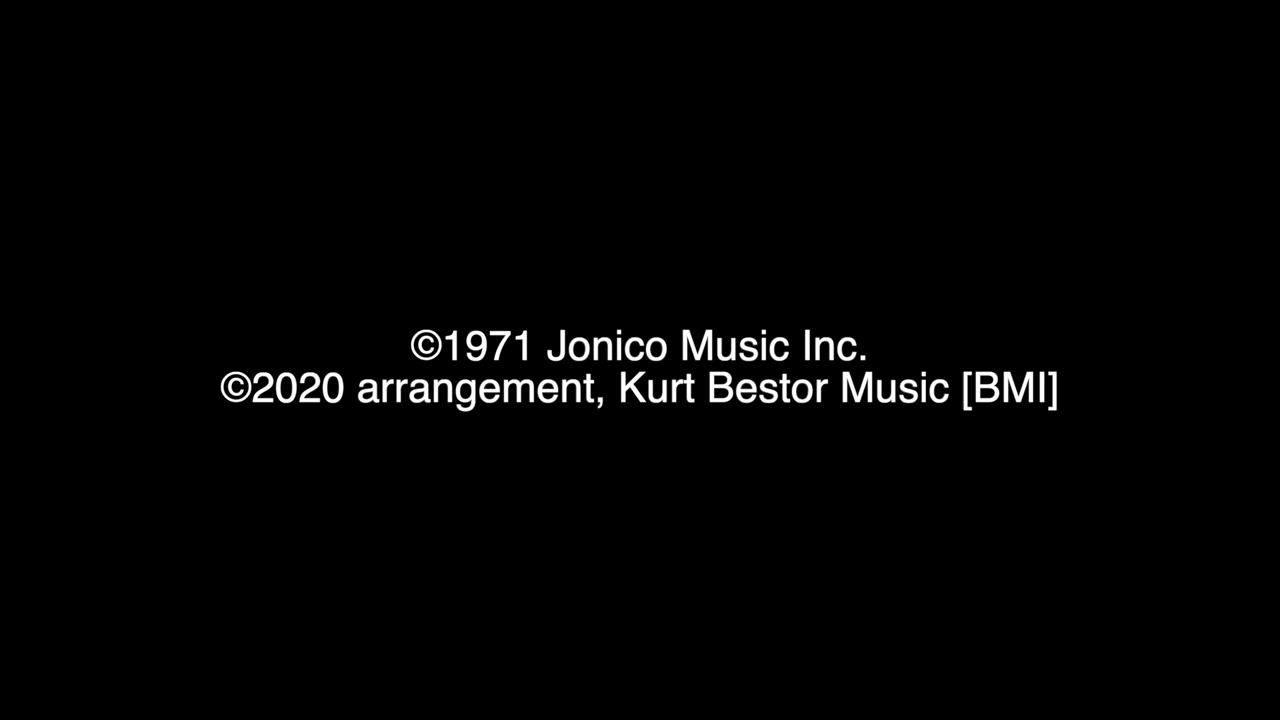 ©1971 Jonico Music Inc.
©2020 arrangement, Kurt Bestor Music [BMI]